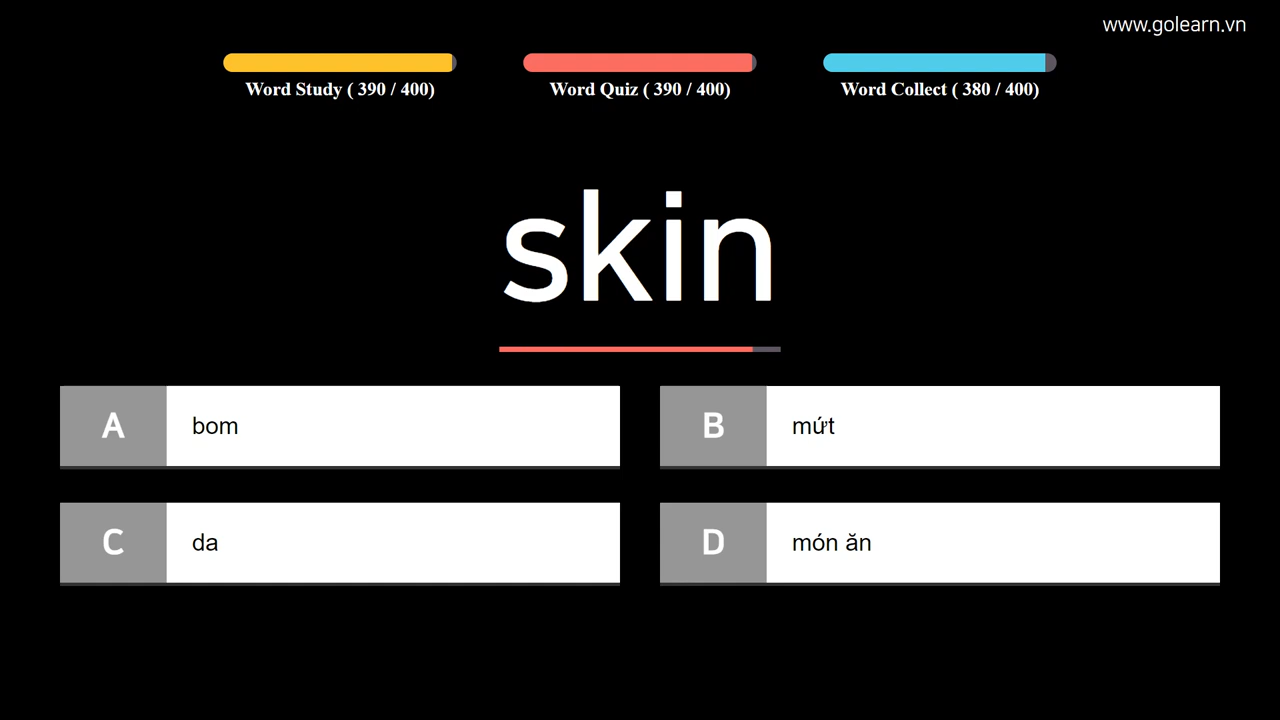 www.golearn.vn
Word Study ( 390 / 400)
Word Quiz ( 390 / 400)
Word Collect ( 380 / 400)
skin
A bom
B mứt
C da
D món ăn